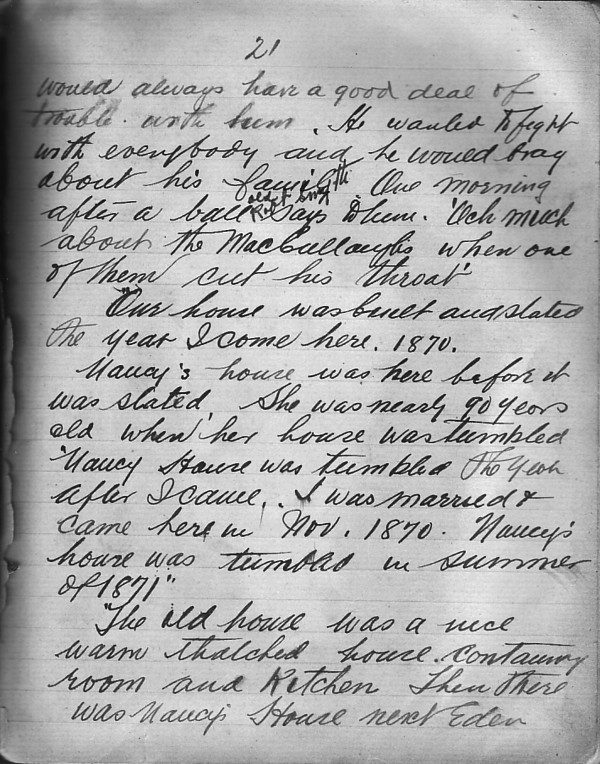 21
would always have a good deal of
trouble with him. He wanted to fight
with everybody and he would brag
about his family. One morning
after a ball says D hum. 'Och much
about the MacCullaughs when one
of them cut his throat'
"Our house was built and slated
the year I come here. 1870.
Nancy's house was here before it
was slated. She was nearly 90 years
old when her house was tumbled
"Nancy House was tumbled the year
after I came. I was married &
came here in Nov. 1870. Nancy's
house was tumbled in summer
of 1871"
"The old house was a nice
warm thatched house containing
room and Kitchen Then there
was Nancy's House next Eden